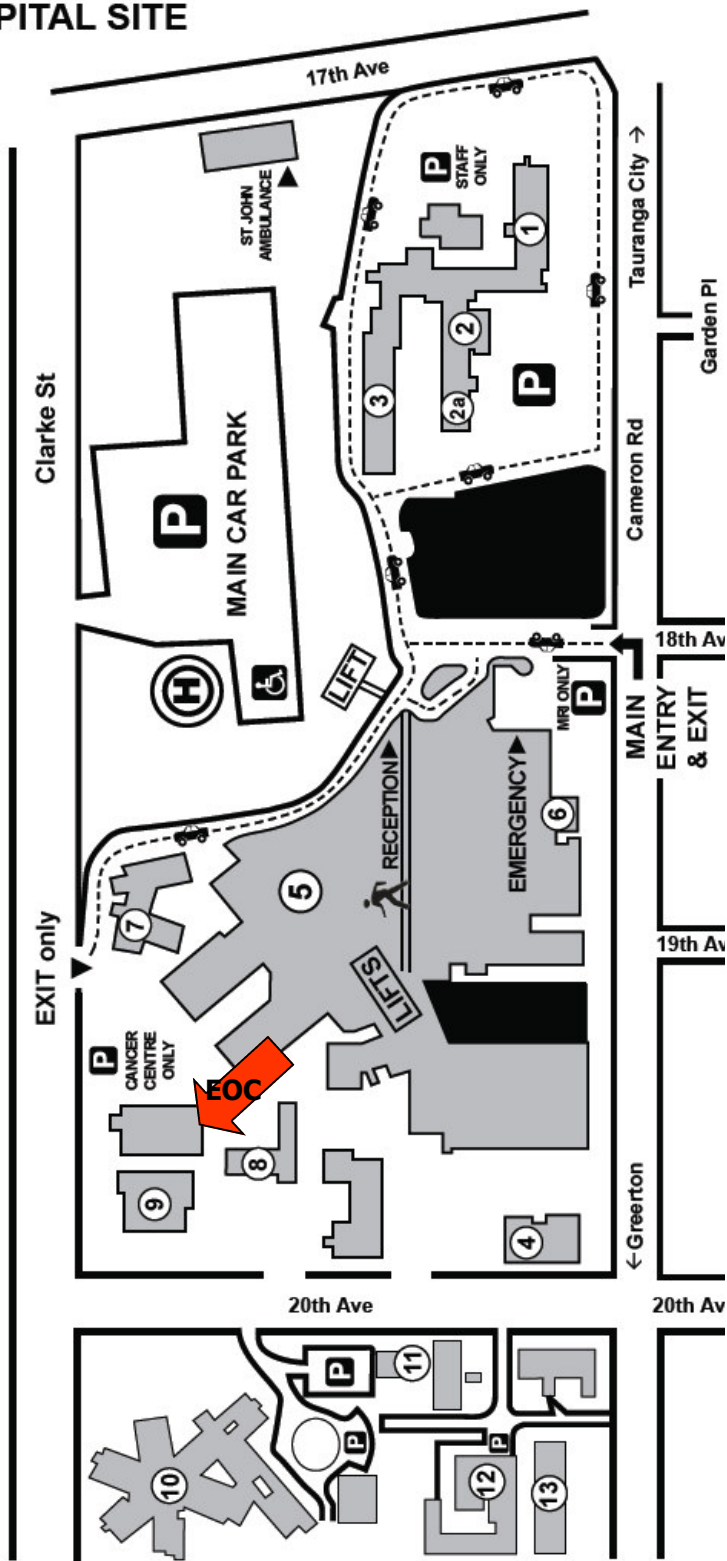 PITAL SITE
17th Ave
ST JOHN
AMBULANCE
P
STAFF
ONLY
1
Tauranga City →
2
3
2a
P
Garden Pl
Clarke St
P
MAIN CAR PARK
Cameron Rd
H
LIFT
18th Av
MRI ONLY
P
MAIN
ENTRY
& EXIT
RECEPTION
EMERGENCY
6
5
7
EXIT only
19th Av
LIFTS
P
CANCER
CENTRE
ONLY
EOC
8
9
4
← Greerton
20th Ave
20th Av
P
11
P
P
10
12
13